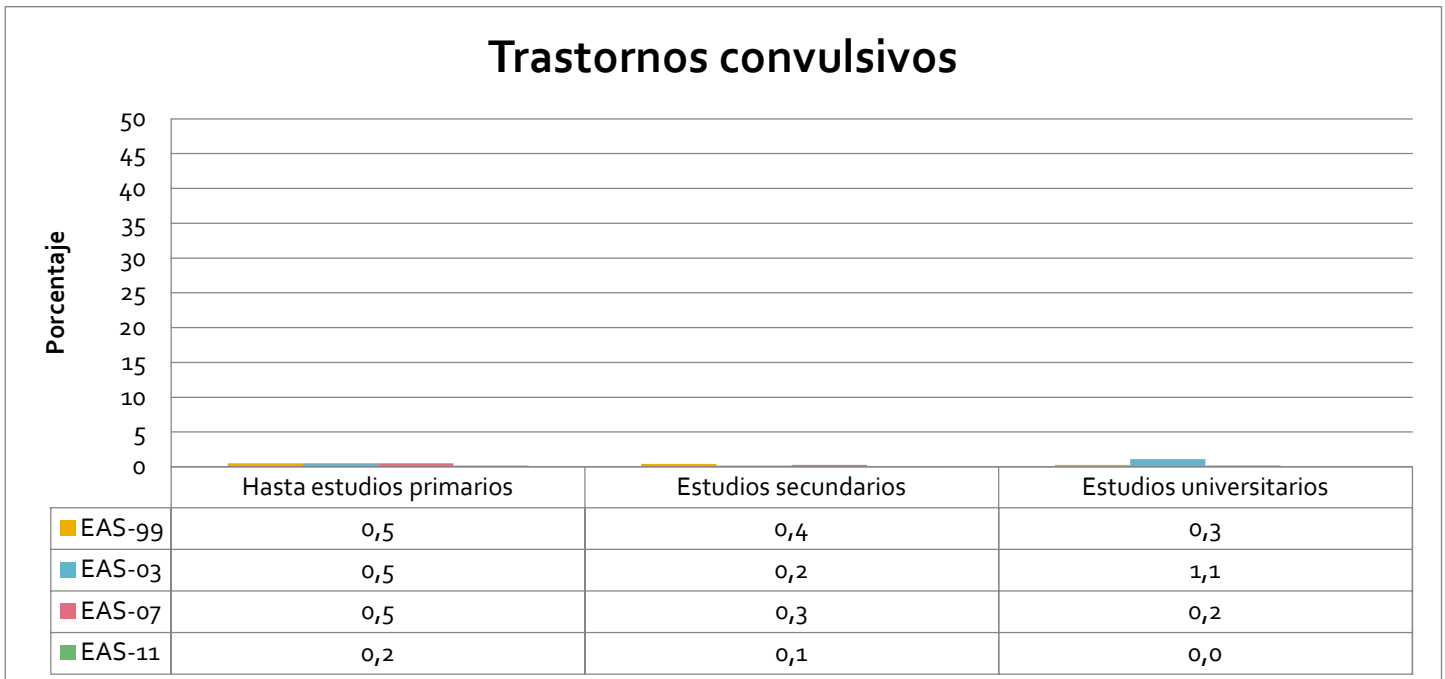 Trastornos convulsivos
Porcentaje
50
45
40
35
30
25
20
15
10
5
0
Hasta estudios primarios Estudios secundarios Estudios universitarios
EAS-99 0,5 0,4 0,3
EAS-03 0,5 0,2 1,1
EAS-07 0,5 0,3 0,2
EAS-11 0,2 0,1 0,0